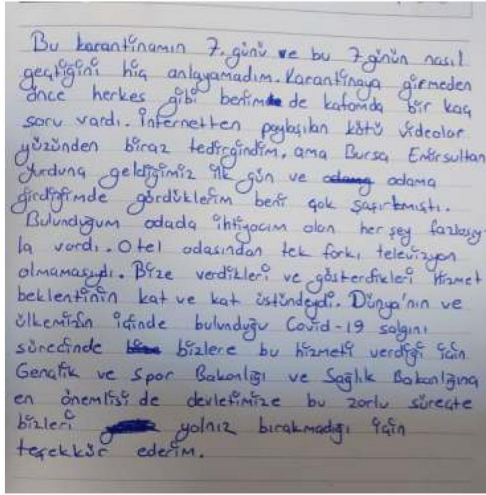 Bu karantinamın 7. günü ve bu 7 günün nasıl
geçtiğini hiç anlayamadım. Karantinaya girmeden
önce herkes gibi benimde de kafamda bir kaç
soru vardı. İnternetten paylaşılan kötü videolar
yüzünden biraz tedirgindim, ama Bursa Emirsultan
yurduna geldiğimiz ilk gün ve odama
girdiğimde gördüklerim beni çok şaşırtmıştı.
Bulunduğum odada ihtiyacım olan her şey fazlasıy
la vardı. Otel odasından tek farkı televizyon
olmamasıydı. Bize verdikleri ve gösterdikleri hizmet
beklentinin kat ve kat üstündeydi. Dünya'nın ve
ülkemizin içinde bulunduğu Covid-19 salgını
sürecinde bizlere bu hizmeti verdiği için
Gençlik ve Spor Bakanlığı ve Sağlık Bakanlığına
en önemlisi de devletimize bu zorlu süreçte
bizleri yalnız bırakmadığı için
teşekkür ederim.